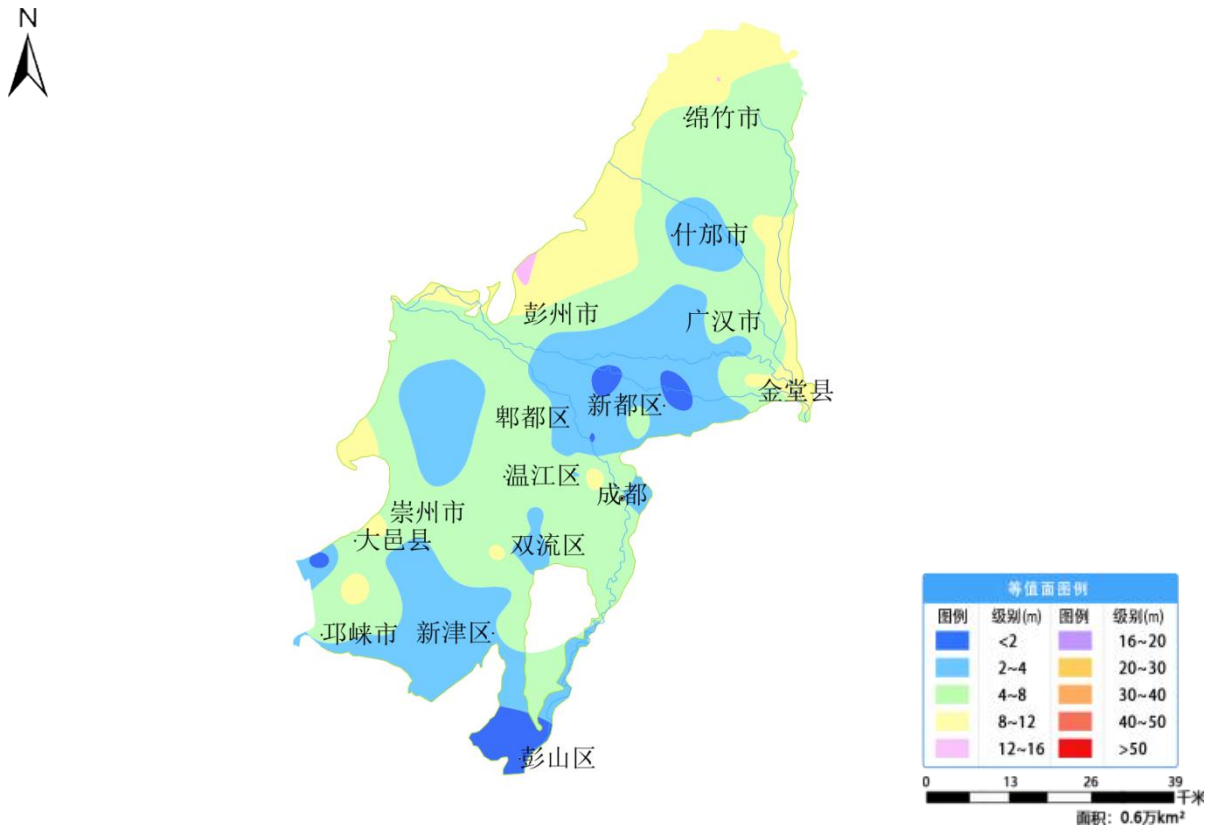 N
绵竹市
什邡市
彭州市
广汉市
金堂县
新都区
郫都区
温江区
成都
崇州市
大邑县
双流区
邛崃市
新津区
彭山区
等值面图例
图例 级别(m) 图例 级别(m)
<2 16~20
2~4 20~30
4~8 30~40
8~12 40~50
12~16 >50
0 13 26 39
千米
面积：0.6万km²